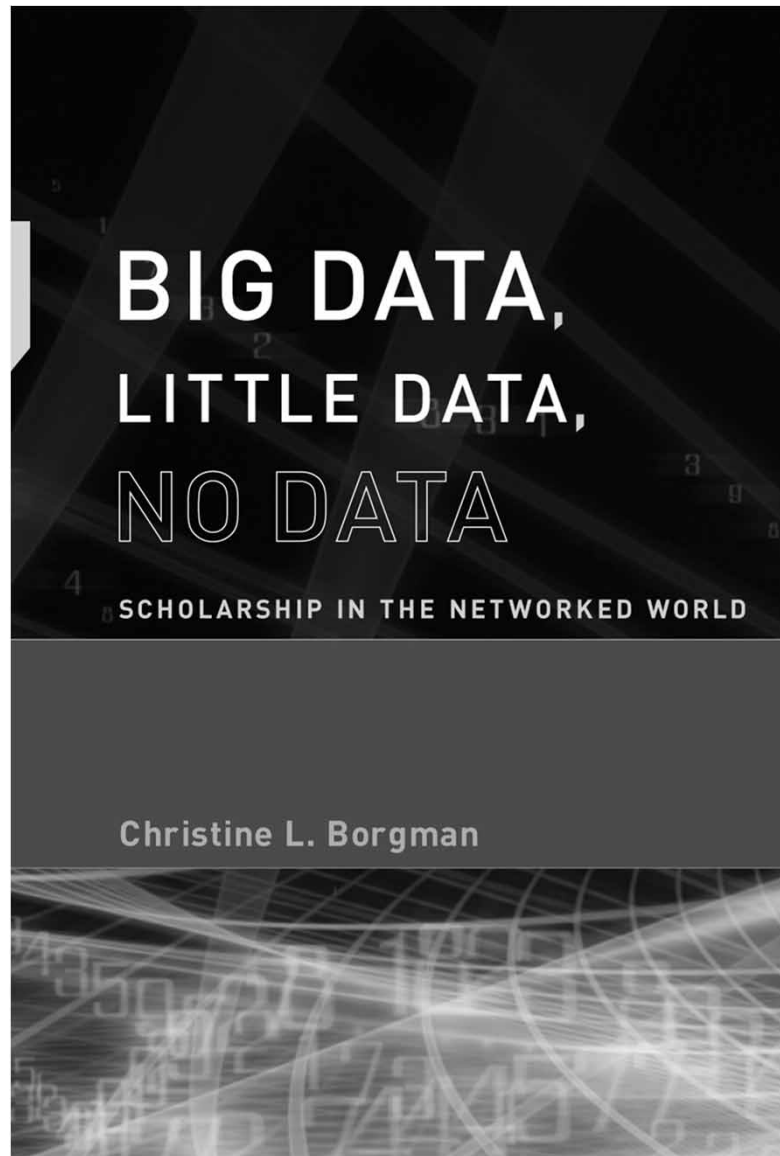 BIG DATA,
LITTLE DATA,
NO DATA
SCHOLARSHIP IN THE NETWORKED WORLD
Christine L. Borgman